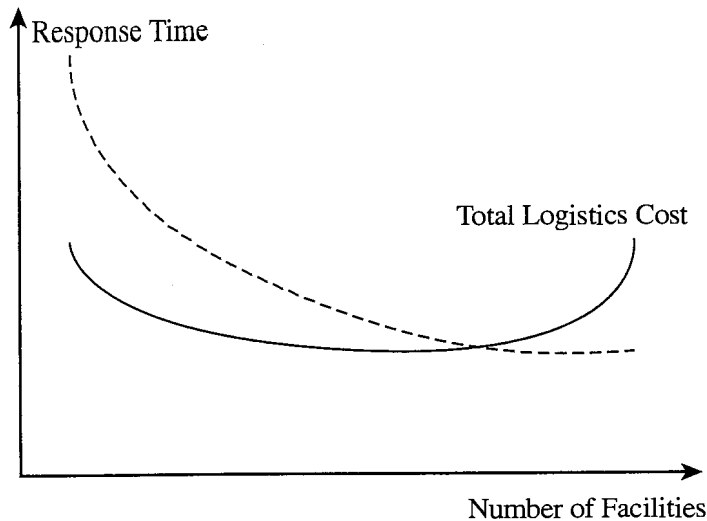 Response Time
Total Logistics Cost
Number of Facilities